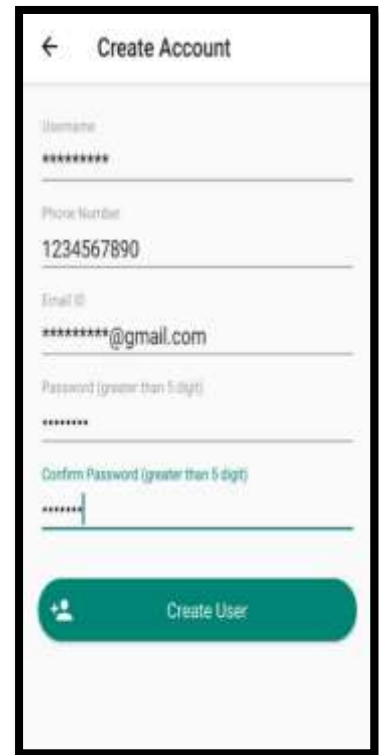 Create Account
Username
*********
Phone Number
1234567890
Email ID
*********@gmail.com
Password (greater than 5 digit)
••••••••
Confirm Password (greater than 5 digit)
•••••••
Create User